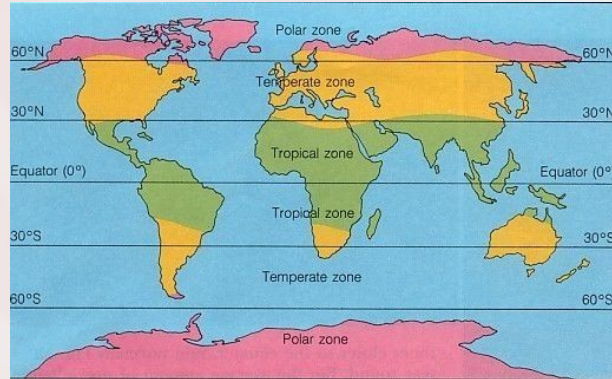 Polar zone
60°N 60°N
Temperate zone
30°N 30°N
Tropical zone
Equator (0° Equator (0°
Tropical zone
30°S 30°S
Temperate zone
60°S 60°S
Polar zone